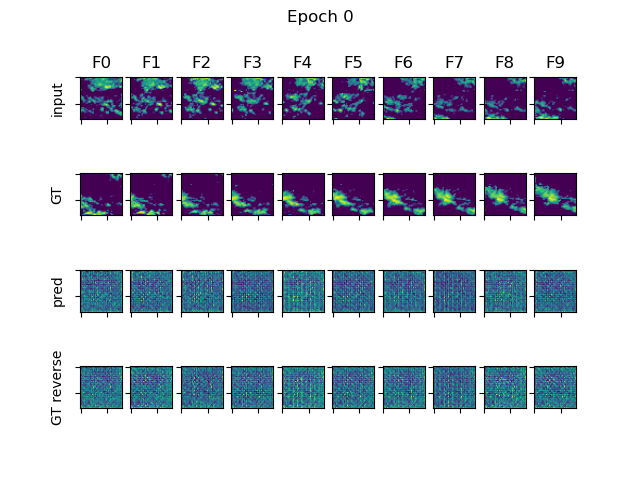 Epoch 0
F0 F1 F2 F3 F4 F5 F6 F7 F8 F9
input
GT
pred
GT reverse